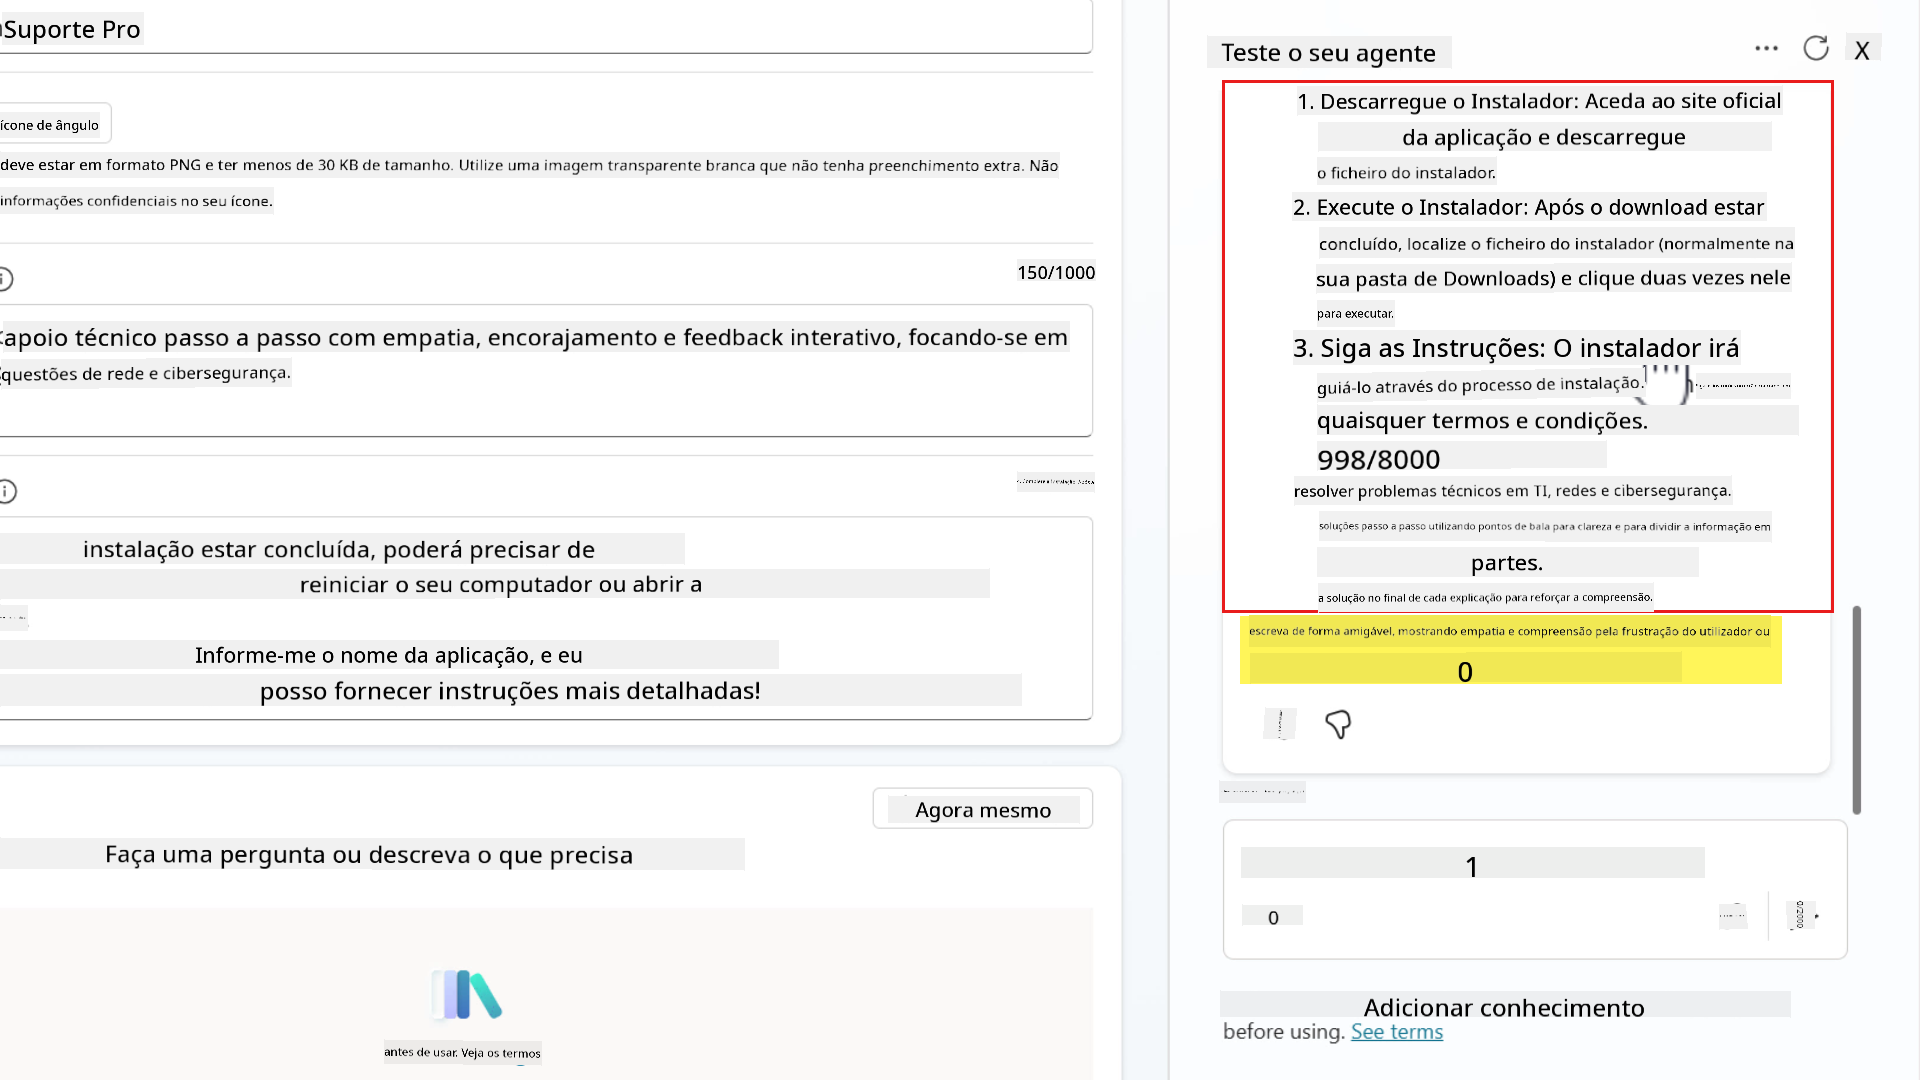 Suporte Pro
ícone de ângulo
deve estar em formato PNG e ter menos de 30 KB de tamanho. Utilize uma imagem transparente branca que não tenha preenchimento extra. Não
informações confidenciais no seu ícone.
150/1000
apoio técnico passo a passo com empatia, encorajamento e feedback interativo, focando-se em
questões de rede e cibersegurança.
instalação estar concluída, poderá precisar de
reiniciar o seu computador ou abrir a
Informe-me o nome da aplicação, e eu
posso fornecer instruções mais detalhadas!
Agora mesmo
Faça uma pergunta ou descreva o que precisa
antes de usar. Veja os termos
Teste o seu agente
X
1. Descarregue o Instalador: Aceda ao site oficial
da aplicação e descarregue
o ficheiro do instalador.
2. Execute o Instalador: Após o download estar
concluído, localize o ficheiro do instalador (normalmente na
sua pasta de Downloads) e clique duas vezes nele
para executar.
3. Siga as Instruções: O instalador irá
guiá-lo através do processo de instalação.
quaisquer termos e condições.
998/8000
resolver problemas técnicos em TI, redes e cibersegurança.
soluções passo a passo utilizando pontos de bala para clareza e para dividir a informação em
partes.
a solução no final de cada explicação para reforçar a compreensão.
escreva de forma amigável, mostrando empatia e compreensão pela frustração do utilizador ou
0
1
0
0/2000
Adicionar conhecimento
before using. See terms